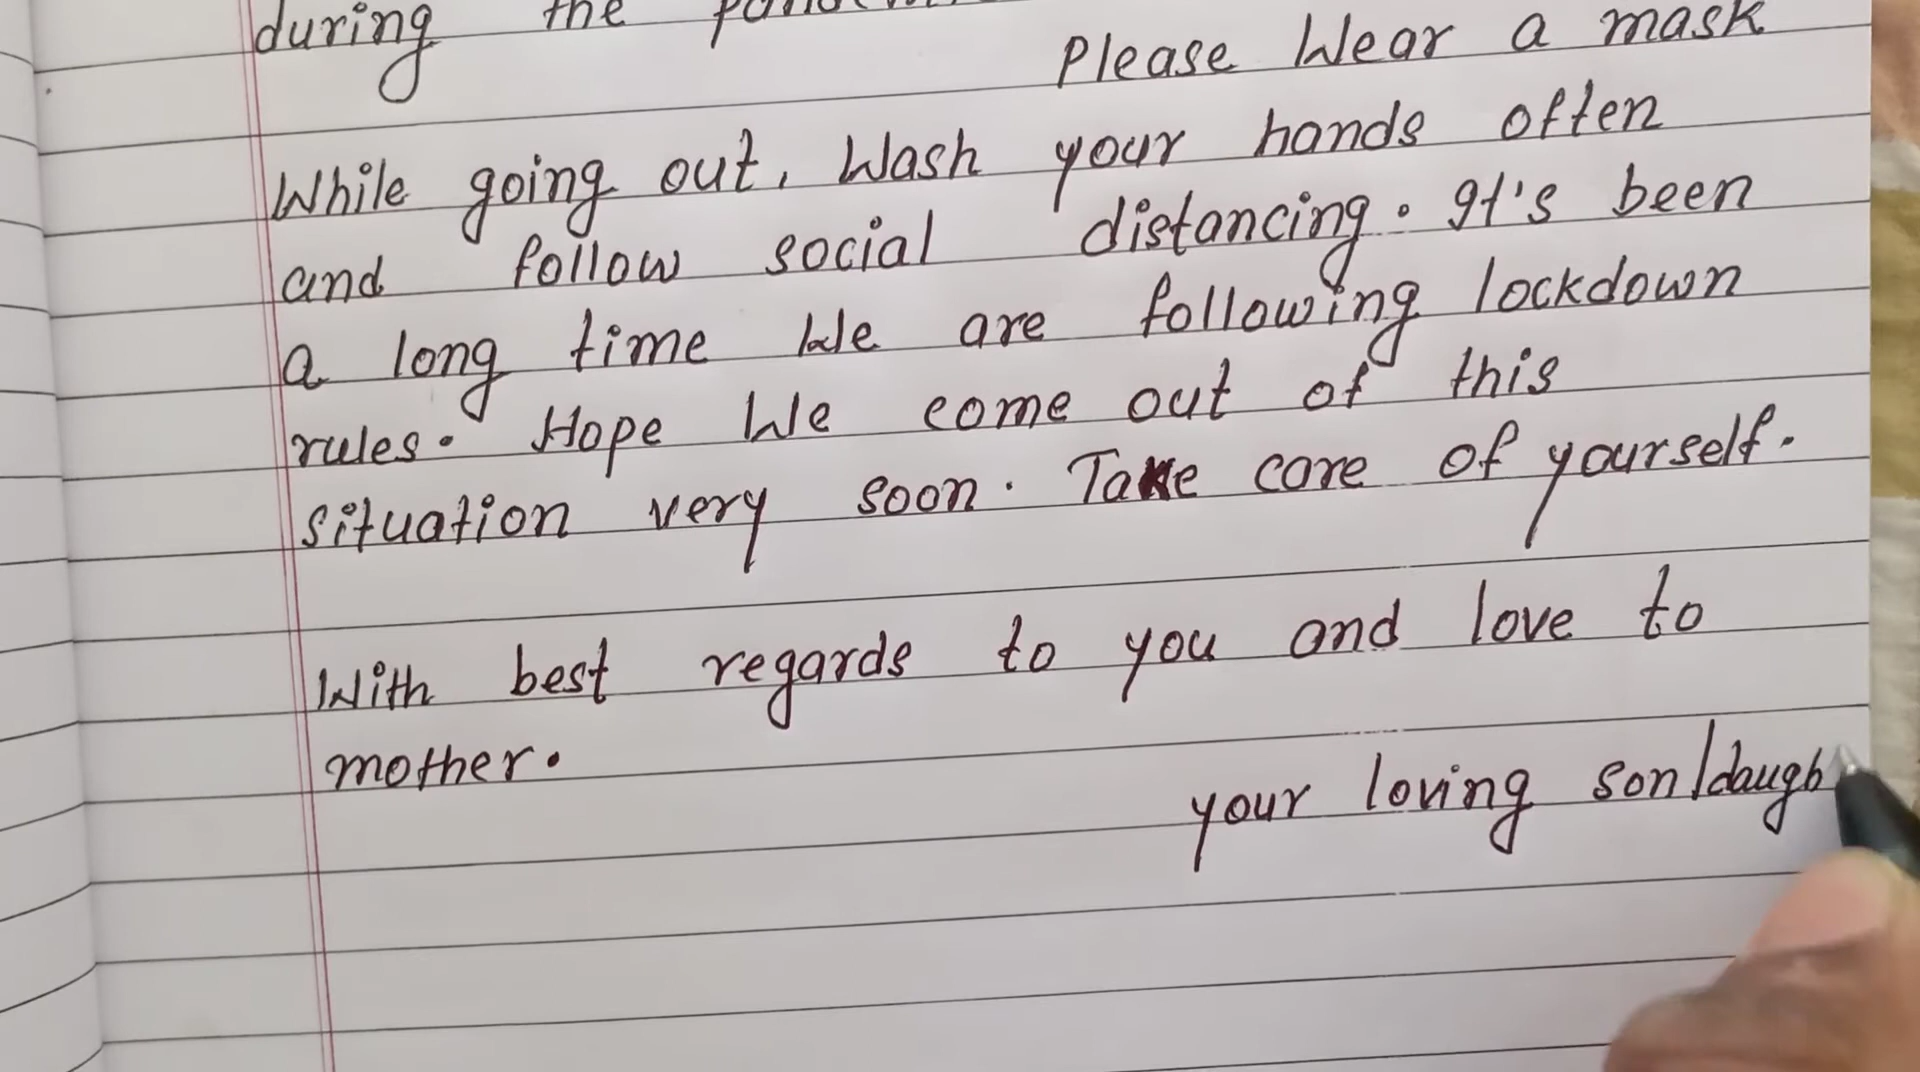 during the
Please Wear a mask
While going out, Wash your hands often
and follow social distancing. It's been
a long time We are following lockdown
rules. Hope We come out of this
situation very soon. Take care of yourself.
With best regards to you and love to
mother.
your loving son/daugh